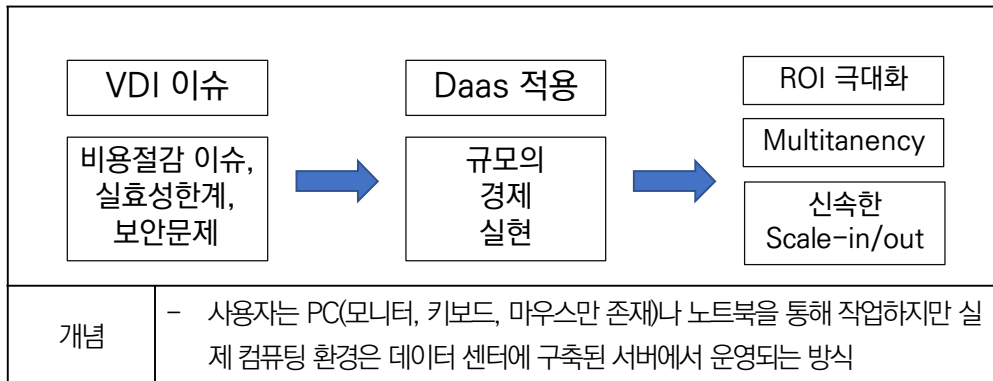 VDI 이슈
비용절감 이슈,
실효성한계,
보안문제
Daas 적용
규모의
경제
실현
ROI 극대화
Multitanency
신속한
Scale-in/out
개념
- 사용자는 PC(모니터, 키보드, 마우스만 존재)나 노트북을 통해 작업하지만 실
제 컴퓨팅 환경은 데이터 센터에 구축된 서버에서 운영되는 방식